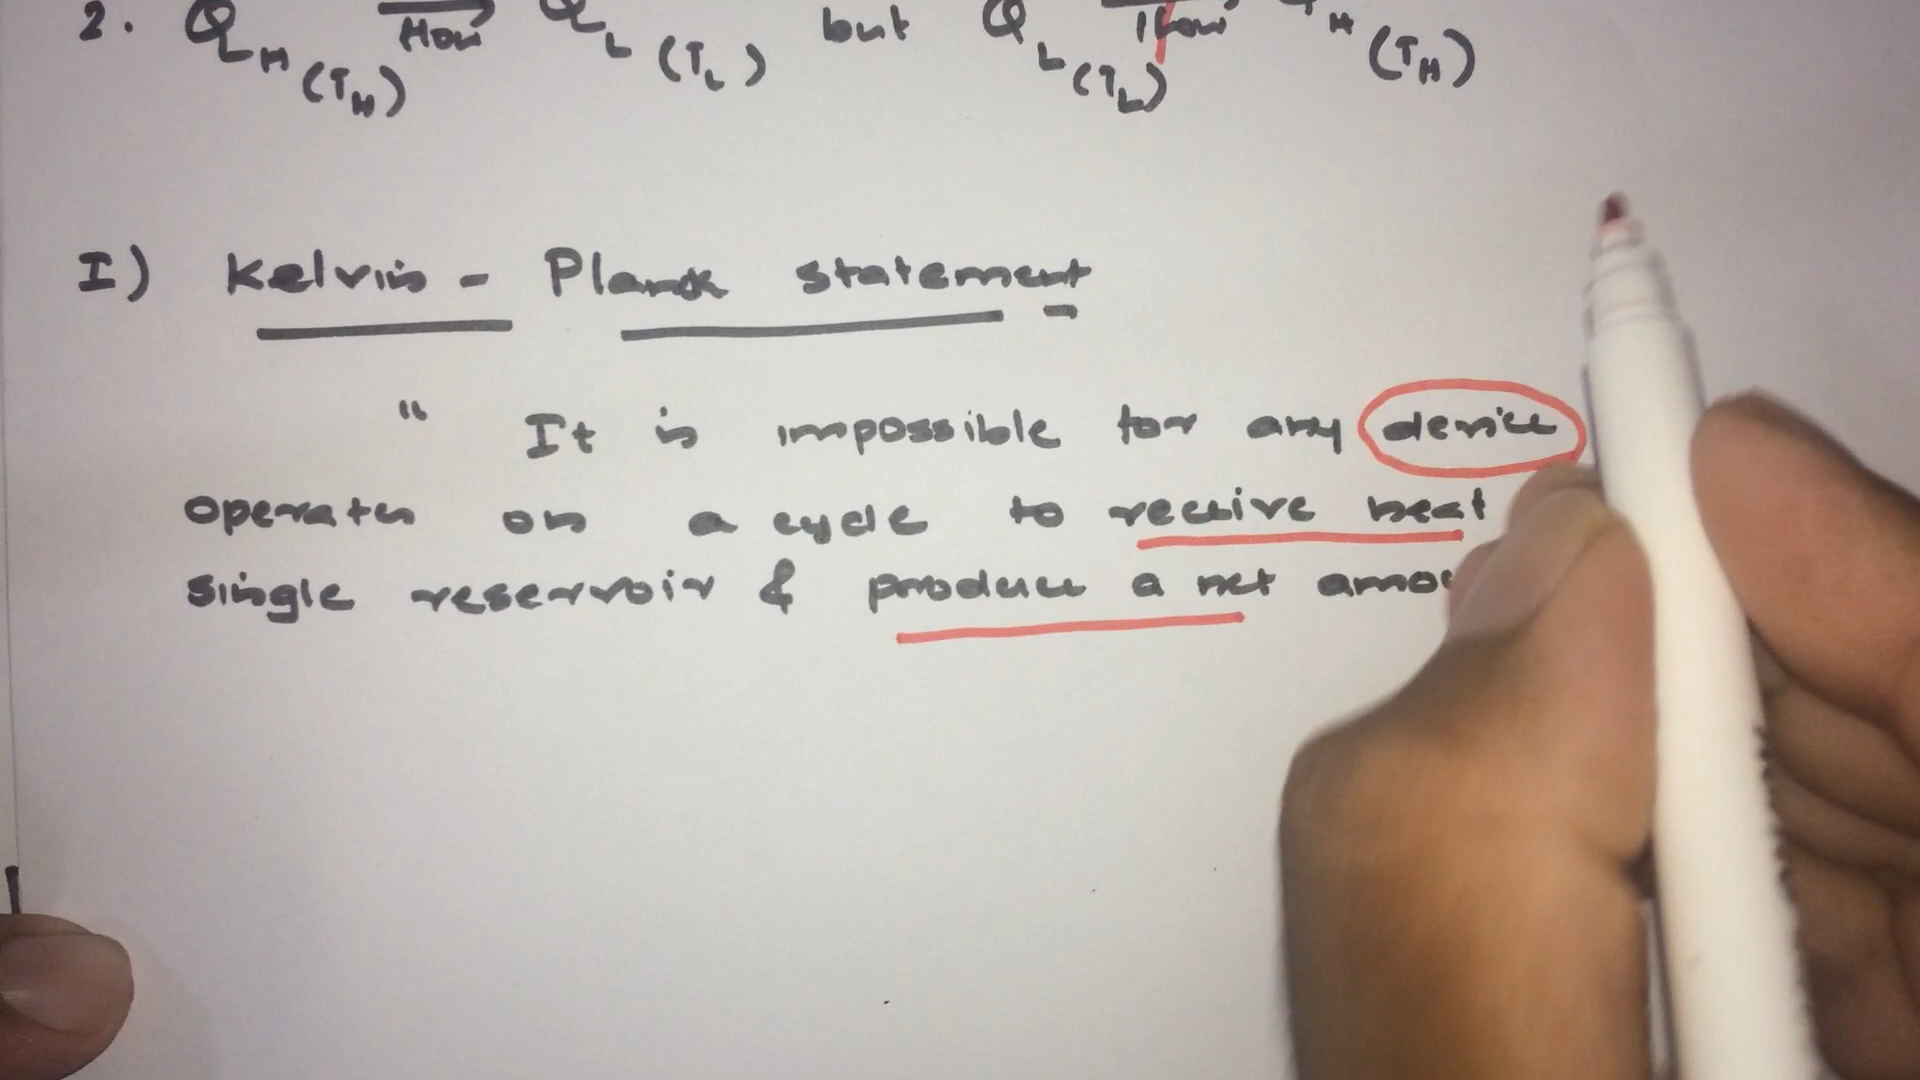 2. Q H (TH) flow Q L (TL) but Q L (TL) flow H (TH)
I) Kelvin - Planck statement
" It is impossible for any device
operates on a cycle to receive heat
single reservoir & produce a net